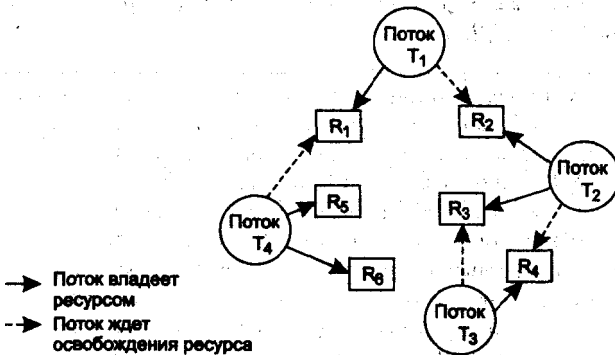 Поток
T1
R1
R2
Поток
T2
R3
R5
Поток
T4
R4
R6
Поток
T3
Поток владеет
ресурсом
Поток ждет
освобождения ресурса